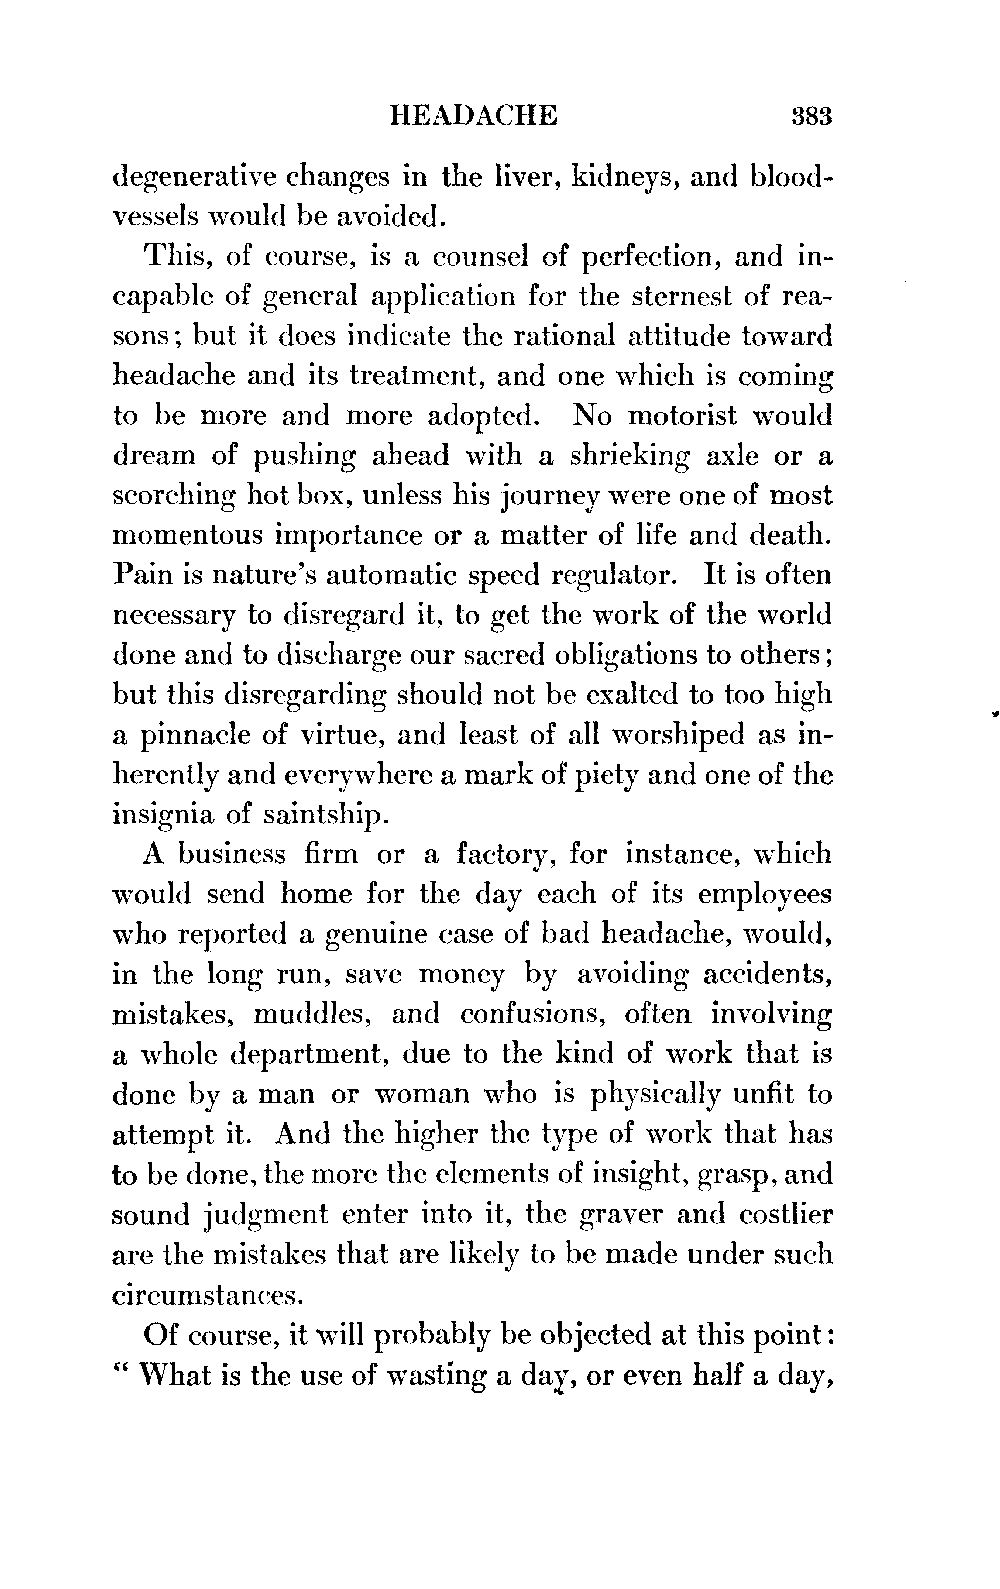 HEADACHE 383
degenerative changes in the liver, kidneys, and blood-
vessels would be avoided.
This, of course, is a counsel of perfection, and in-
capable of general application for the sternest of rea-
sons; but it does indicate the rational attitude toward
headache and its treatment, and one which is coming
to be more and more adopted. No motorist would
dream of pushing ahead with a shrieking axle or a
scorching hot box, unless his journey were one of most
momentous importance or a matter of life and death.
Pain is nature's automatic speed regulator. It is often
necessary to disregard it, to get the work of the world
done and to discharge our sacred obligations to others;
but this disregarding should not be exalted to too high
a pinnacle of virtue, and least of all worshiped as in-
herently and everywhere a mark of piety and one of the
insignia of saintship.
A business firm or a factory, for instance, which
would send home for the day each of its employees
who reported a genuine case of bad headache, would,
in the long run, save money by avoiding accidents,
mistakes, muddles, and confusions, often involving
a whole department, due to the kind of work that is
done by a man or woman who is physically unfit to
attempt it. And the higher the type of work that has
to be done, the more the elements of insight, grasp, and
sound judgment enter into it, the graver and costlier
are the mistakes that are likely to be made under such
circumstances.
Of course, it will probably be objected at this point:
“ What is the use of wasting a day, or even half a day,